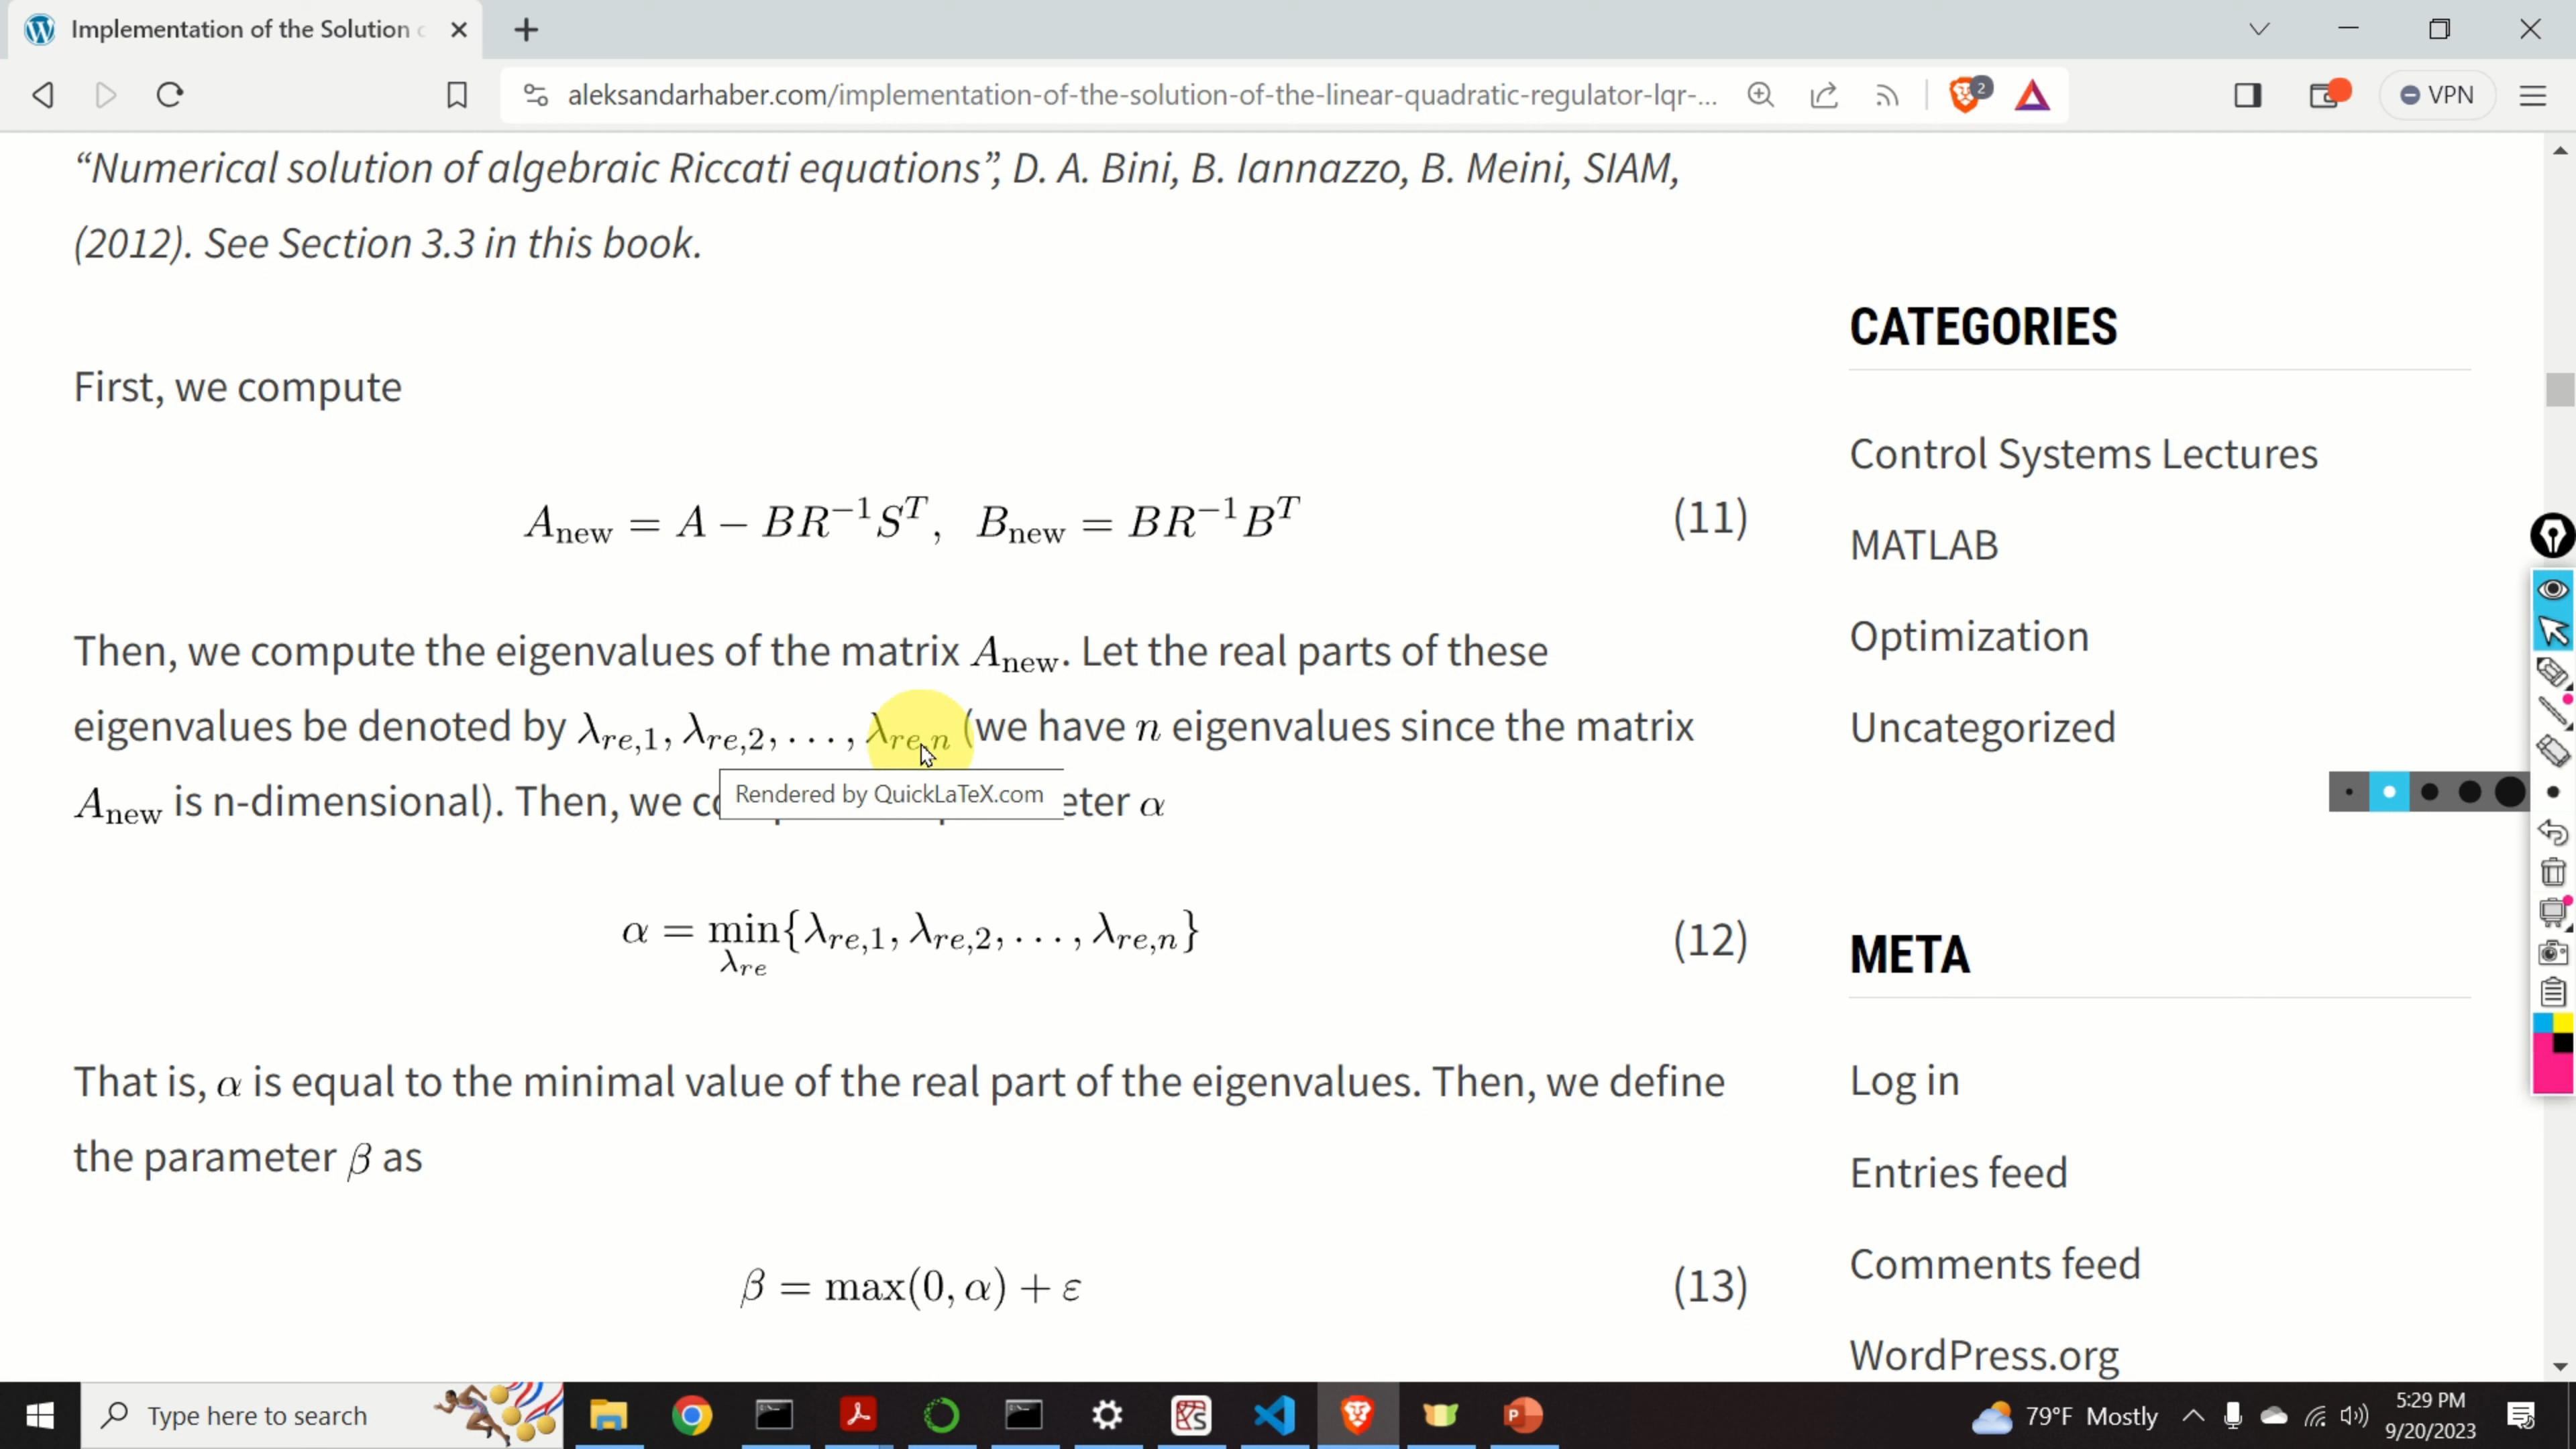 Implementation of the Solution
aleksandarhaber.com/implementation-of-the-solution-of-the-linear-quadratic-regulator-lqr-...
2
VPN
“Numerical solution of algebraic Riccati equations”, D. A. Bini, B. Iannazzo, B. Meini, SIAM,
(2012). See Section 3.3 in this book.
First, we compute
A_new = A − BR^{−1}S^T, B_new = BR^{−1}B^T (11)
Then, we compute the eigenvalues of the matrix A_new. Let the real parts of these
eigenvalues be denoted by λ_{re,1}, λ_{re,2}, . . . , λ_{re,n} (we have n eigenvalues since the matrix
A_new is n-dimensional). Then, we eter α
Rendered by QuickLaTeX.com
α = min_{λ_{re}}{λ_{re,1}, λ_{re,2}, . . . , λ_{re,n}} (12)
That is, α is equal to the minimal value of the real part of the eigenvalues. Then, we define
the parameter β as
β = max(0, α) + ε (13)
CATEGORIES
Control Systems Lectures
MATLAB
Optimization
Uncategorized
META
Log in
Entries feed
Comments feed
WordPress.org
Type here to search
79°F Mostly
5:29 PM
9/20/2023